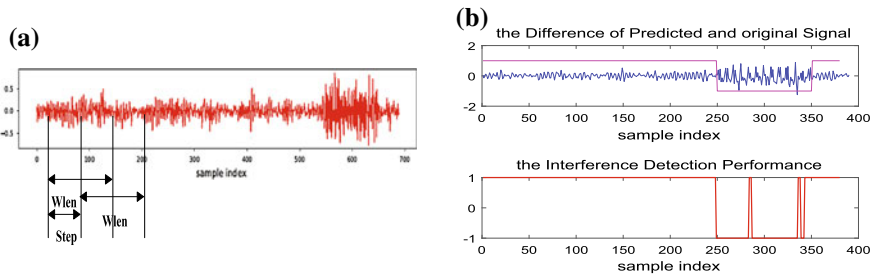 (a)
0.5
0.0
−0.5
0 100 200 300 400 500 600 700
sample index
Wlen
Wlen
Step
(b)
the Difference of Predicted and original Signal
2
0
-2
0 50 100 150 200 250 300 350 400
sample index
the Interference Detection Performance
1
0
-1
0 50 100 150 200 250 300 350 400
sample index